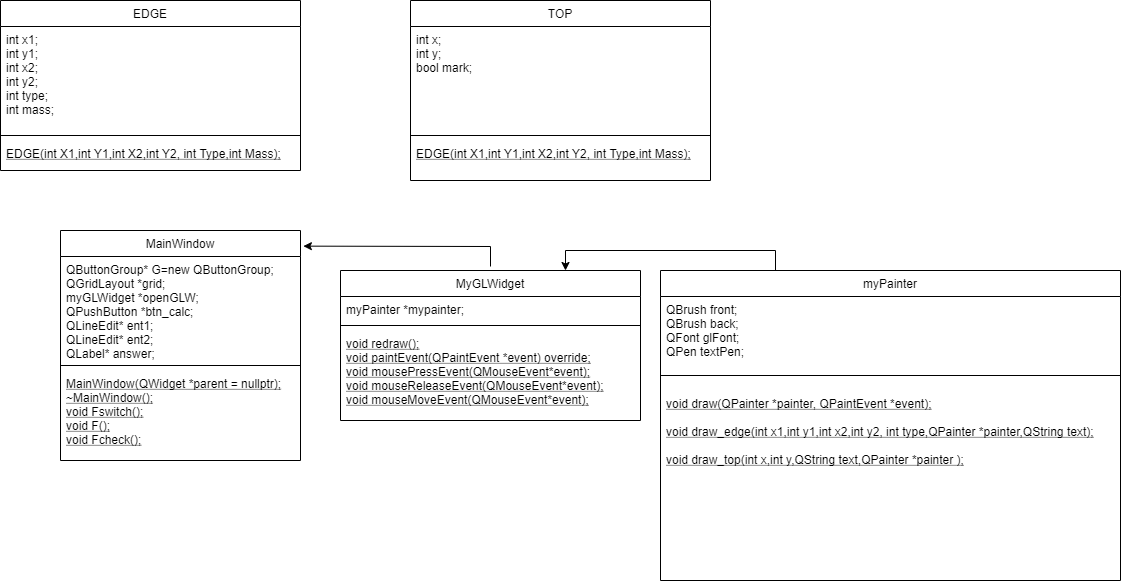 EDGE
int x1;
int y1;
int x2;
int y2;
int type;
int mass;
EDGE(int X1,int Y1,int X2,int Y2, int Type,int Mass);
TOP
int x;
int y;
bool mark;
EDGE(int X1,int Y1,int X2,int Y2, int Type,int Mass);
MainWindow
QButtonGroup* G=new QButtonGroup;
QGridLayout *grid;
myGLWidget *openGLW;
QPushButton *btn_calc;
QLineEdit* ent1;
QLineEdit* ent2;
QLabel* answer;
MainWindow(QWidget *parent = nullptr);
~MainWindow();
void Fswitch();
void F();
void Fcheck();
MyGLWidget
myPainter *mypainter;
void redraw();
void paintEvent(QPaintEvent *event) override;
void mousePressEvent(QMouseEvent*event);
void mouseReleaseEvent(QMouseEvent*event);
void mouseMoveEvent(QMouseEvent*event);
myPainter
QBrush front;
QBrush back;
QFont glFont;
QPen textPen;
void draw(QPainter *painter, QPaintEvent *event);
void draw_edge(int x1,int y1,int x2,int y2, int type,QPainter *painter,QString text);
void draw_top(int x,int y,QString text,QPainter *painter );